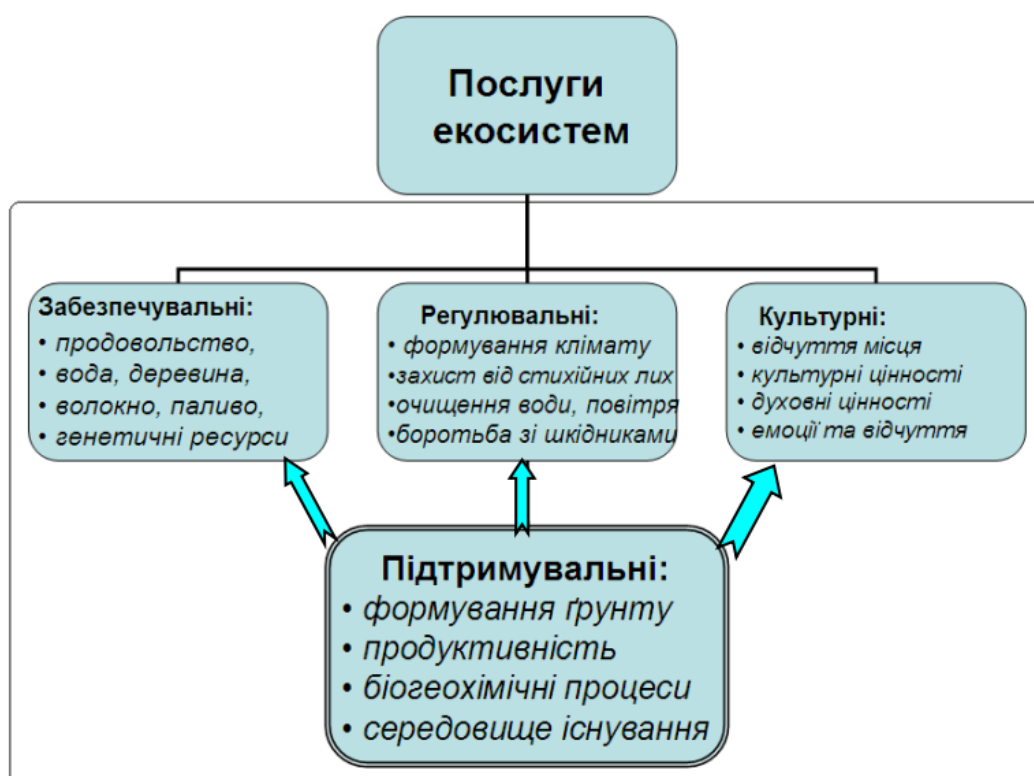 Послуги
екосистем
Забезпечувальні:
• продовольство,
• вода, деревина,
• волокно, паливо,
• генетичні ресурси
Регулювальні:
• формування клімату
•захист від стихійних лих
•очищення води, повітря
•боротьба зі шкідниками
Культурні:
• відчуття місця
• культурні цінності
• духовні цінності
• емоції та відчуття
Підтримувальні:
• формування ґрунту
• продуктивність
• біогеохімічні процеси
• середовище існування